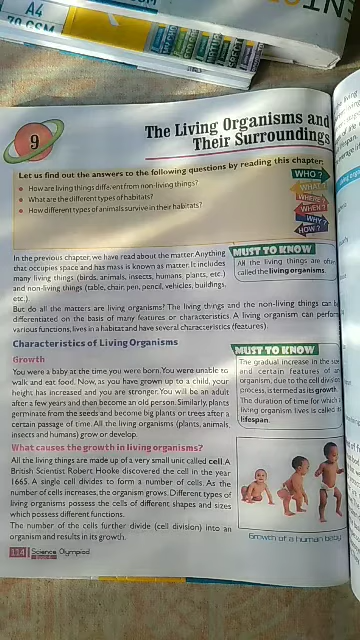 A4
70 GSM
9
The Living Organisms and
Their Surroundings
Let us find out the answers to the following questions by reading this chapter.
• How are living things different from non-living things?
• What are the different types of habitats?
• How different types of animals survive in their habitats?
WHO ?
WHAT ?
WHERE ?
WHEN ?
WHY ?
HOW ?
In the previous chapter, we have read about the matter. Anything
that occupies space and has mass is known as matter. It includes
many living things (birds, animals, insects, humans, plants, etc.)
and non-living things (table, chair, pen, pencil, vehicles, buildings,
etc.).
MUST TO KNOW
All the living things are often
called the living organisms.
But do all the matters are living organisms? The living things and the non-living things can be
differentiated on the basis of many features or characteristics. A living organism can perform
various functions, lives in a habitat and have several characteristics (features).
Characteristics of Living Organisms
Growth
You were a baby at the time you were born. You were unable to
walk and eat food. Now, as you have grown up to a child, your
height has increased and you are stronger. You will be an adult
after a few years and then become an old person. Similarly, plants
germinate from the seeds and become big plants or trees after a
certain passage of time. All the living organisms (plants, animals,
insects and humans) grow or develop.
MUST TO KNOW
The gradual increase in the size
and certain features of an
organism, due to the cell division
process, is termed as its growth.
The duration of time for which a
living organism lives is called its
lifespan.
What causes the growth in living organisms?
All the living things are made up of a very small unit called cell. A
British Scientist Robert Hooke discovered the cell in the year
1665. A single cell divides to form a number of cells. As the
number of cells increases, the organism grows. Different types of
living organisms possess the cells of different shapes and sizes
which possess different functions.
The number of the cells further divide (cell division) into an
organism and results in its growth.
Growth of a human baby
114 Science Olympiad